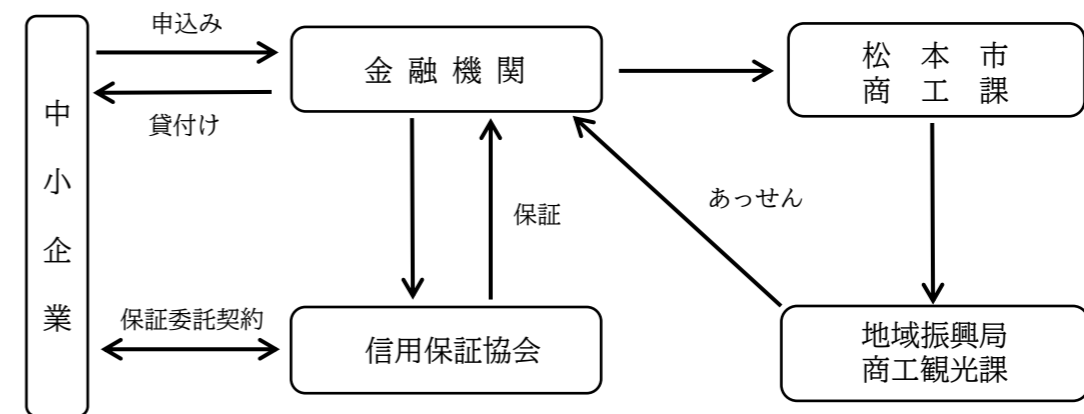 申込み
金融機関
松本市
商工課
貸付け
中小企業
あっせん
保証
保証委託契約
信用保証協会
地域振興局
商工観光課